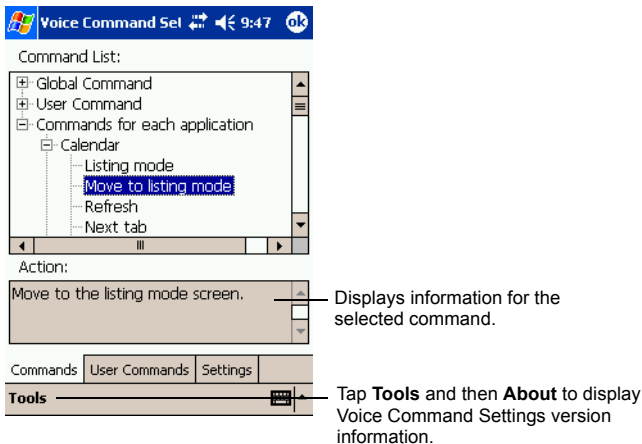 Voice Command Set 9:47 ok
Command List:
Global Command
User Command
Commands for each application
Calendar
Listing mode
Move to listing mode
Refresh
Next tab
Action:
Move to the listing mode screen.
Displays information for the
selected command.
Commands User Commands Settings
Tools
Tap Tools and then About to display
Voice Command Settings version
information.